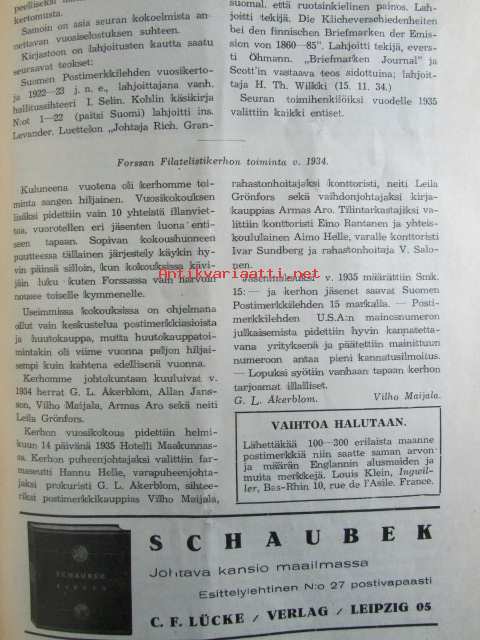 peelliseksi
kertomusta.
Samoin on asia seuran kokoelmista an-
nettavan vuosiselostuksen suhteen.
Kirjastoon on lahjoitusten kautta saatu
seuraavat teokset:
Suomen Postimerkkilehden vuosikerto-
ja 1922—23 j. n. e., lahjoittajana vanh.
hallitussihteeri I. Selin. Kohlin käsikirja
N:ot 1—22 (paitsi Suomi) lahjoitti ins.
Levander. Luettelon „Johtaja Rich. Gran-
suomal. että ruotsinkielinen painos. Lah-
joitti tekijä. Die Klicheverschiedenheiten
bei den finnischen Briefmarken der Emis-
sion von 1860—85". Lahjoitti tekijä, evers-
ti Öhmann. „Briefmarken Journal" ja
Scott'in vastaava teos sidottuina; lahjoit-
taja H. Th. Wilkki (15. 11. 34.)
Seuran toimihenkilöiksi vuodelle 1935
valittiin kaikki entiset.
Forssan Filatelistikerhon toiminta v. 1934.
Kuluneena vuotena oli kerhomme toi-
minta sangen hiljainen. Vuosikokouksen
lisäksi pidettiin vain 10 yhteistä illanviet-
toa, vuorotellen eri jäsenten luona enti-
seen tapaan. Sopivan kokoushuoneen
puutteessa tällainen järjestely käykin hy-
vin päinsä silloin, kun kokouksissa kävi-
jäin luku kuten Forssassa vain harvoin
nousee toiselle kymmenelle.
Useimmissa kokouksissa on ohjelmana
ollut vain keskustelua postimerkkiasioista
ja huutokauppa, mutta huutokauppatoi-
mintakin oli viime vuonna paljon hiljai-
sempi kuin kahtena edellisenä vuonna.
Kerhomme johtokuntaan kuuluivat v.
1934 herrat G. L. Åkerblom, Allan Jans-
son, Vilho Maijala, Armas Aro sekä neiti
Leila Grönfors.
Kerhon vuosikokous pidettiin helmi-
kuun 14 päivänä 1935 Hotelli Maakunnas-
sa. Kerhon puheenjohtajaksi valittiin far-
maseutti Hannu Helle, varapuheenjohta-
jaksi prokuristi G. L. Åkerblom, sihtee-
riksi postimerkkikauppias Vilho Maijala,
rahastonhoitajaksi konttoristi, neiti Leila
Grönfors sekä vaihdonjohtajaksi kirja-
kauppias Armas Aro. Tilintarkastajiksi va-
littiin konttoristi Eino Rantanen ja yhteis-
koululainen Aimo Helle, varalle konttoristi
Ivar Sundberg ja rahastonhoitaja V. Salo-
nen.
Jäsenmaksuksi v. 1935 määrättiin Smk.
15: — ja kerhon jäsenet saavat Suomen
Postimerkkilehden 15 markalla. — Posti-
merkkilehden U.S.A:n mainosnumeron
julkaisemista pidettiin hyvin kannatetta-
vana yrityksenä ja päätettiin mainittuun
numeroon antaa pieni kannatusilmoitus.
— Lopuksi syötiin vanhaan tapaan kerhon
tarjoamat illalliset.
G. L. Åkerblom. Vilho Maijala.
antikvariaatti.net
VAIHTOA HALUTAAN.
Lähettäkää 100—300 erilaista maanne
postimerkkiä niin saatte saman arvon
ja määrän Englannin alusmaiden ja
muita merkkejä. Louis Klein, Ingwil-
ler, Bas-Rhin 10, rue de l'Asile. France.
SCHAUBEK
SCHAUBEK
Johtava kansio maailmassa
Esittelylehtinen N:o 27 postivapaasti
C. F. LÜCKE / VERLAG / LEIPZIG 05